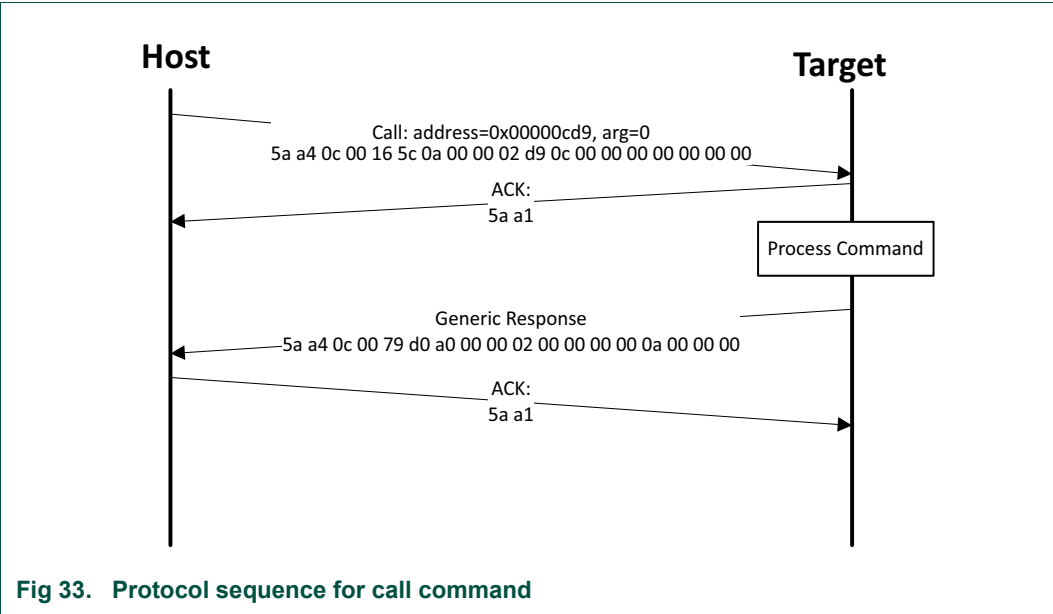 Host
Target
Call: address=0x00000cd9, arg=0
5a a4 0c 00 16 5c 0a 00 00 02 d9 0c 00 00 00 00 00 00 00
ACK:
5a a1
Process Command
Generic Response
5a a4 0c 00 79 d0 a0 00 00 02 00 00 00 00 0a 00 00 00
ACK:
5a a1
Fig 33. Protocol sequence for call command